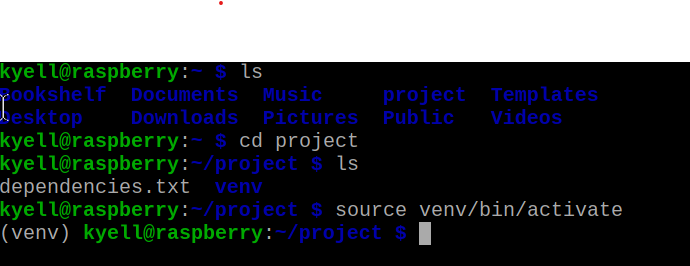 kyell@raspberry:~ $ ls
Bookshelf  Documents  Music     project  Templates
Desktop    Downloads  Pictures  Public   Videos
kyell@raspberry:~ $ cd project
kyell@raspberry:~/project $ ls
dependencies.txt  venv
kyell@raspberry:~/project $ source venv/bin/activate
(venv) kyell@raspberry:~/project $